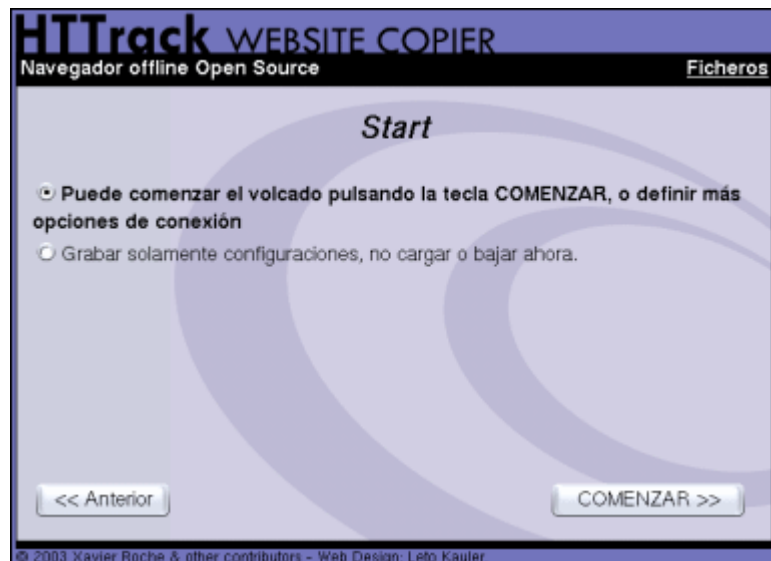 HTTrack WEBSITE COPIER
Navegador offline Open Source Ficheros
Start
Puede comenzar el volcado pulsando la tecla COMENZAR, o definir más
opciones de conexión
Grabar solamente configuraciones, no cargar o bajar ahora.
<< Anterior COMENZAR >>
© 2003 Xavier Roche & other contributors - Web Design: Leto Kauler